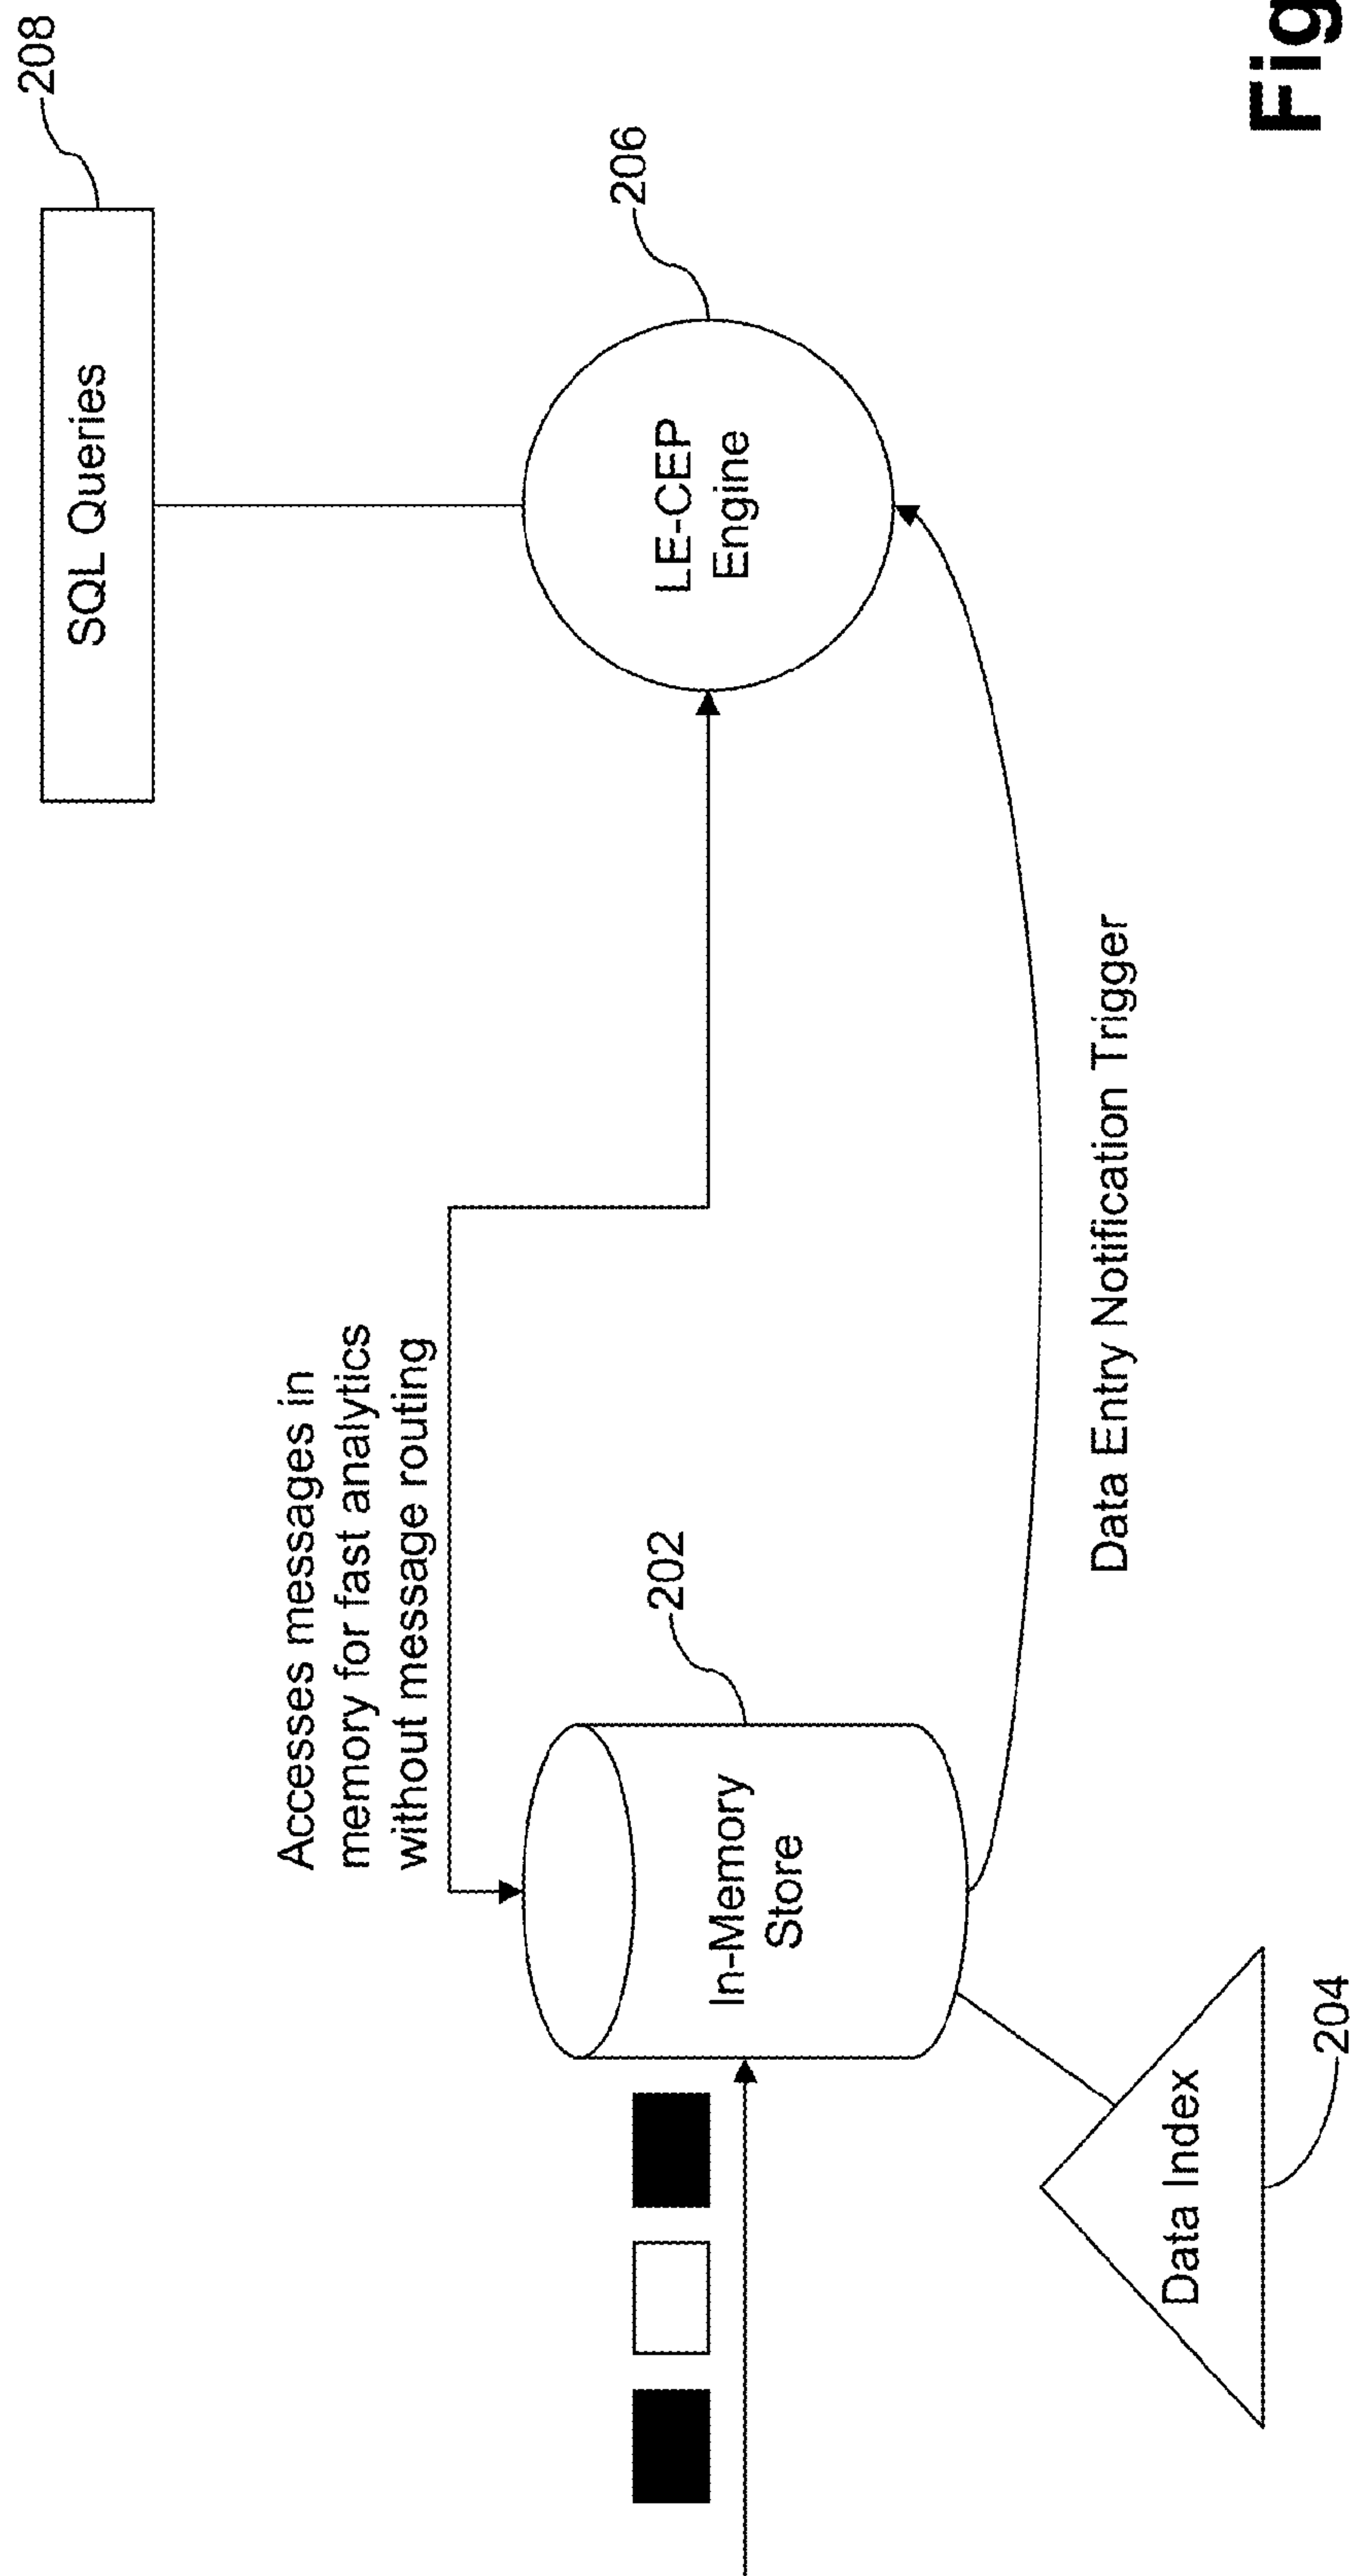 208
SQL Queries
206
LE-CEP
Engine
Accesses messages in
memory for fast analytics
without message routing
202
In-Memory
Store
Data Entry Notification Trigger
Data Index
204
Fig